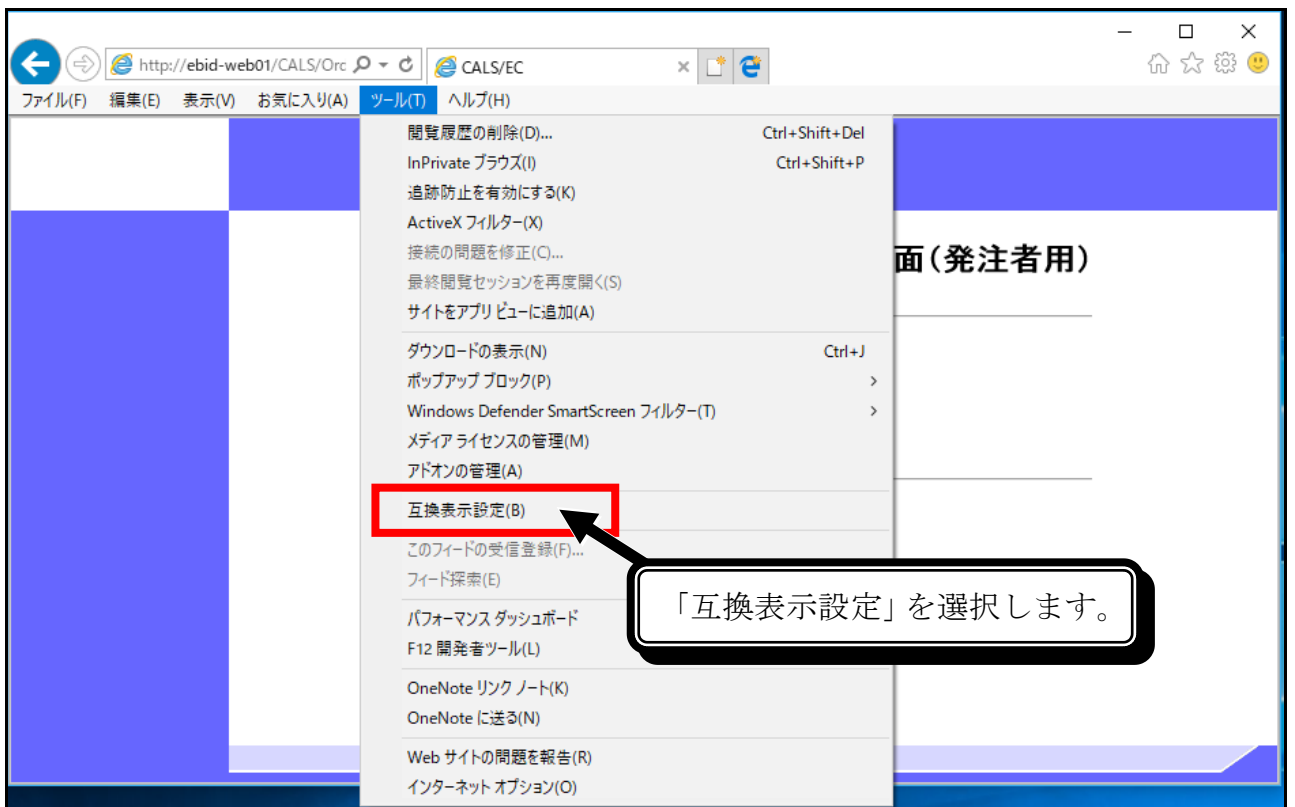 http://ebid-web01/CALS/Orc
CALS/EC
ファイル(F) 編集(E) 表示(V) お気に入り(A) ツール(T) ヘルプ(H)
閲覧履歴の削除(D)... Ctrl+Shift+Del
InPrivate ブラウズ(I) Ctrl+Shift+P
追跡防止を有効にする(K)
ActiveX フィルター(X)
接続の問題を修正(C)...
最終閲覧セッションを再度開く(S)
サイトをアプリ ビューに追加(A)
ダウンロードの表示(N) Ctrl+J
ポップアップ ブロック(P)
Windows Defender SmartScreen フィルター(T)
メディア ライセンスの管理(M)
アドオンの管理(A)
互換表示設定(B)
このフィードの受信登録(F)...
フィード探索(E)
パフォーマンス ダッシュボード
F12 開発者ツール(L)
OneNote リンク ノート(K)
OneNote に送る(N)
Web サイトの問題を報告(R)
インターネット オプション(O)
面(発注者用)
「互換表示設定」を選択します。